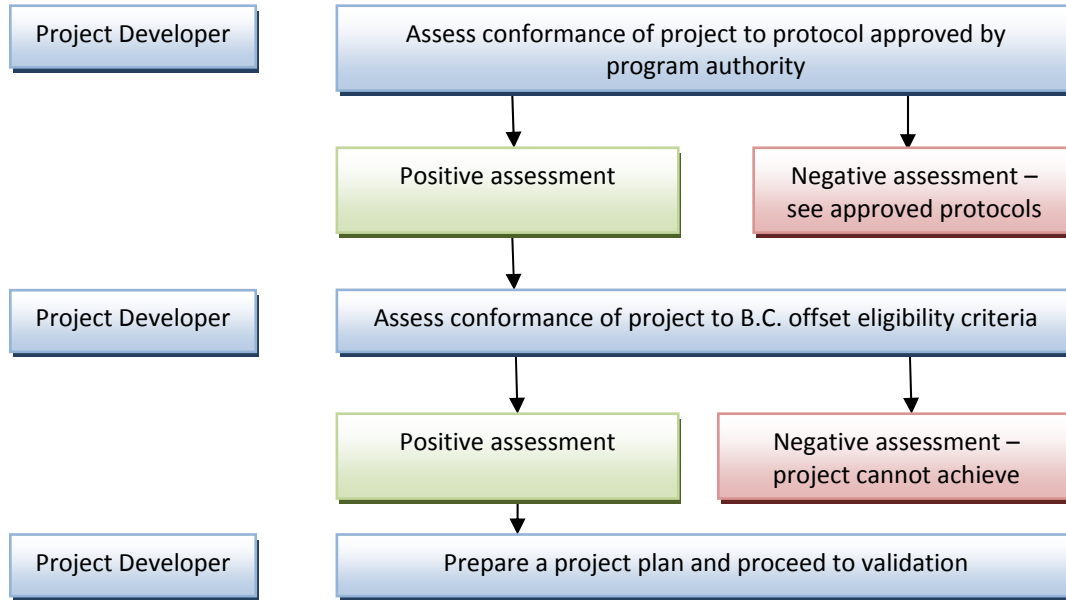 Project Developer
Assess conformance of project to protocol approved by
program authority
Positive assessment
Negative assessment –
see approved protocols
Project Developer
Assess conformance of project to B.C. offset eligibility criteria
Positive assessment
Negative assessment –
project cannot achieve
Project Developer
Prepare a project plan and proceed to validation